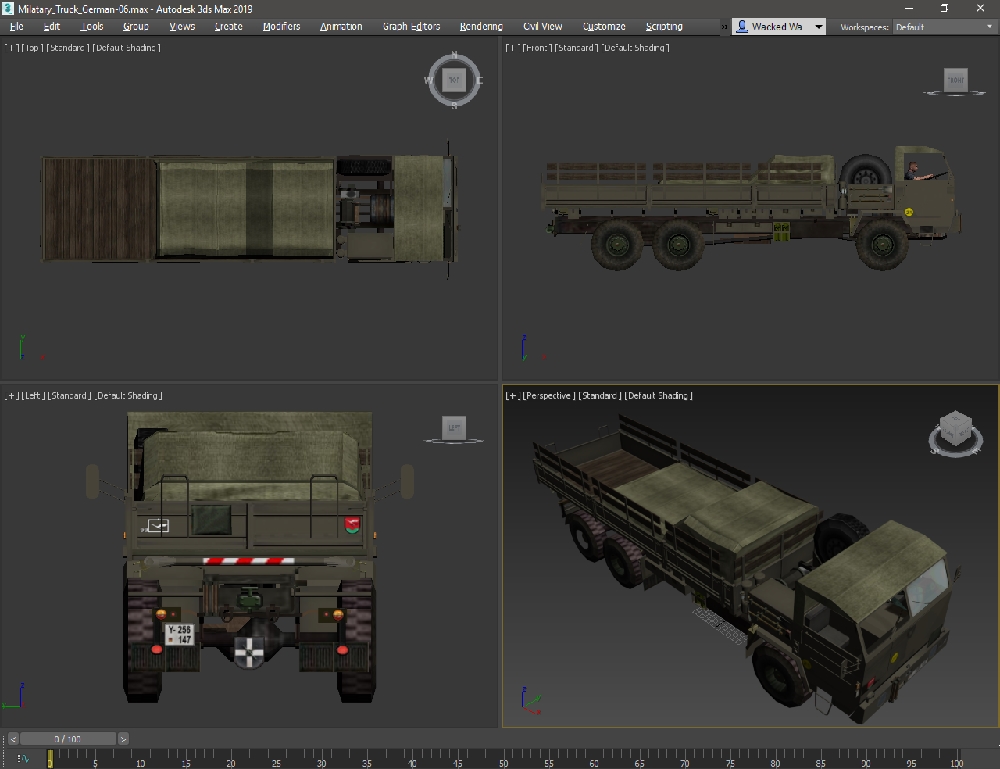 Milatary_Truck_German-06.max - Autodesk 3ds Max 2019
File Edit Tools Group Views Create Modifiers Animation Graph Editors Rendering Civil View Customize Scripting » Wacked Wa Workspaces: Default
[+] [Top] [Standard] [Default Shading]
[+] [Front] [Standard] [Default Shading]
N
W TOP E
S
FRONT
z
y
x
[+] [Left] [Standard] [Default Shading]
[+] [Perspective] [Standard] [Default Shading]
LEFT
Y-255
147
z
< 0 / 100 >
0 5 10 15 20 25 30 35 40 45 50 55 60 65 70 75 80 85 90 95 100